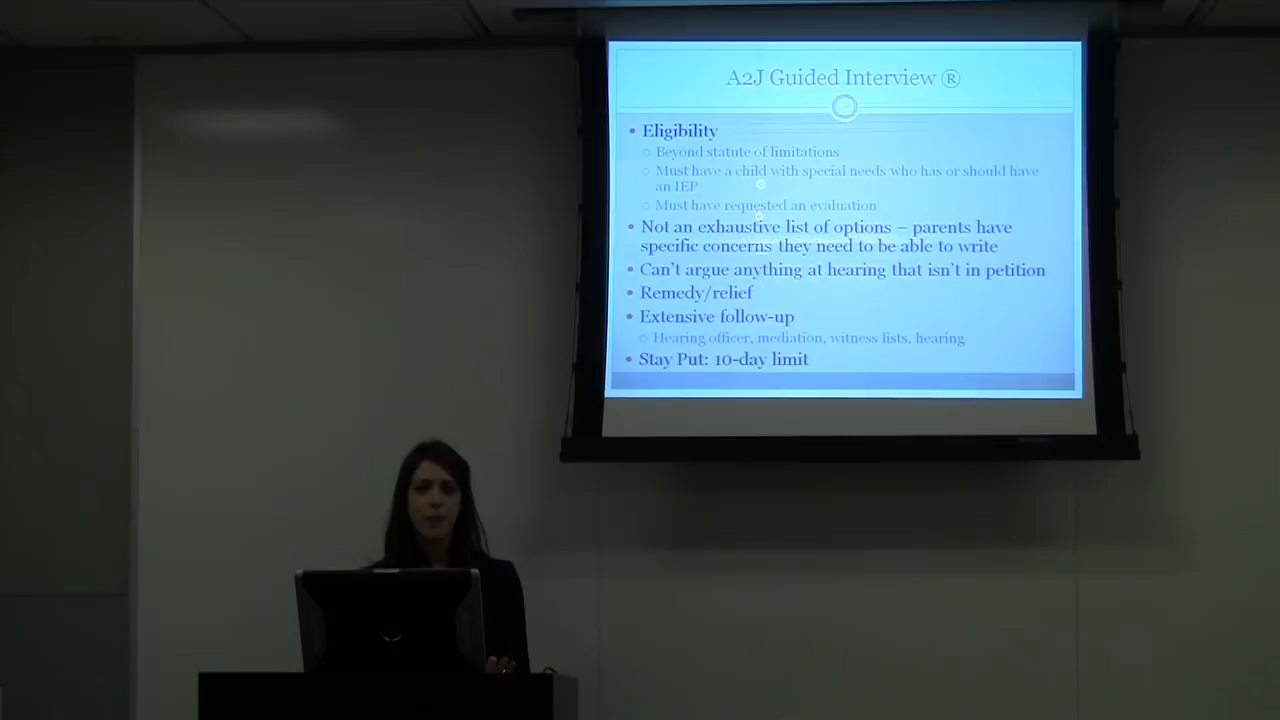 A2J Guided Interview ®
• Eligibility
○ Beyond statute of limitations
○ Must have a child with special needs who has or should have
an IEP
○ Must have requested an evaluation
• Not an exhaustive list of options – parents have
specific concerns they need to be able to write
• Can't argue anything at hearing that isn't in petition
• Remedy/relief
• Extensive follow-up
○ Hearing officer, mediation, witness lists, hearing
• Stay Put: 10-day limit